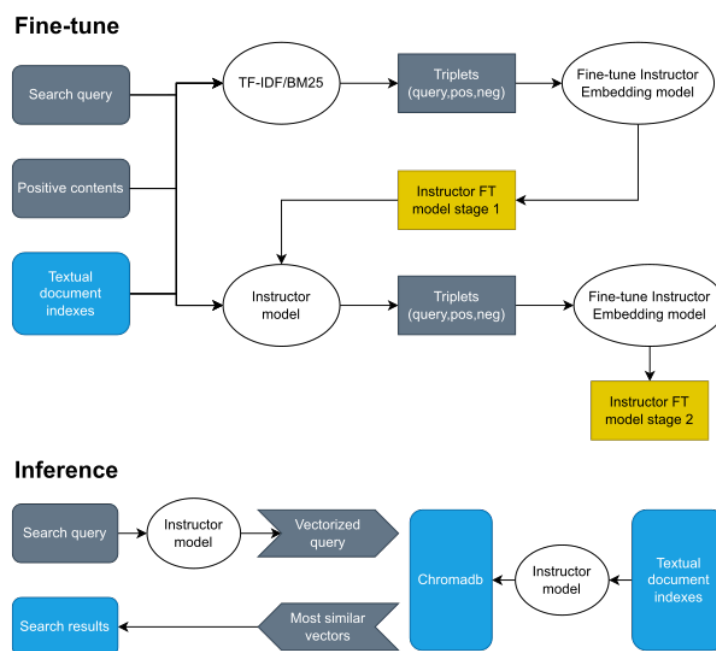 Fine-tune
Search query
TF-IDF/BM25
Triplets
(query,pos,neg)
Fine-tune Instructor
Embedding model
Positive contents
Instructor FT
model stage 1
Textual
document
indexes
Instructor
model
Triplets
(query,pos,neg)
Fine-tune Instructor
Embedding model
Instructor FT
model stage 2
Inference
Search query
Instructor
model
Vectorized
query
Chromadb
Instructor
model
Textual
document
indexes
Search results
Most similar
vectors